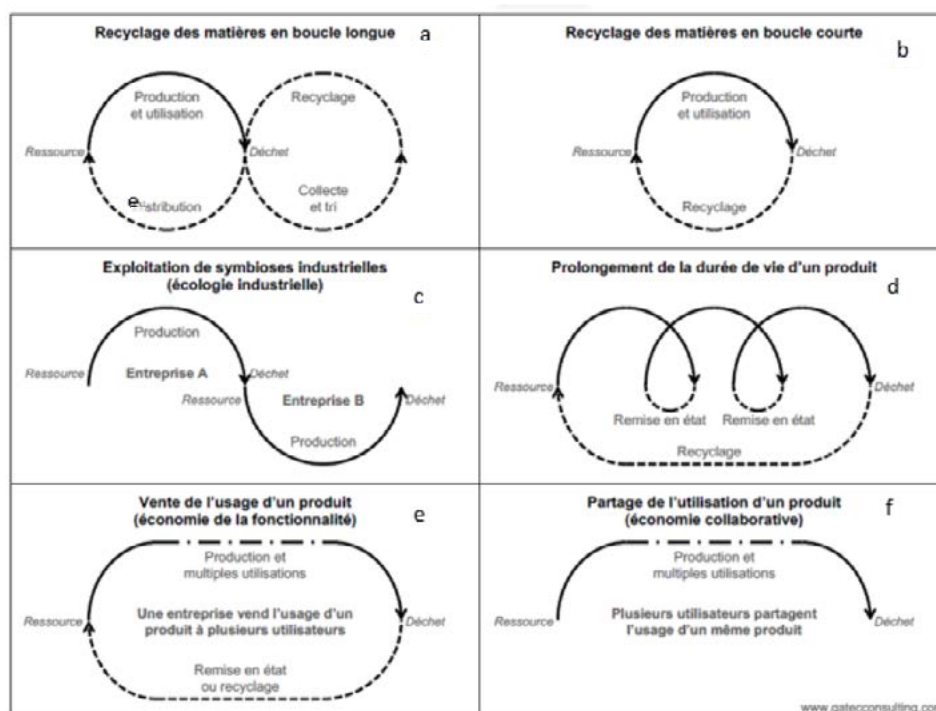 Recyclage des matières en boucle longue a
Production
et utilisation
Recyclage
Ressource
Déchet
e
stribution
Collecte
et tri
Recyclage des matières en boucle courte
b
Production
et utilisation
Ressource
Déchet
Recyclage
Exploitation de symbioses industrielles
(écologie industrielle)
c
Production
Ressource
Entreprise A
Déchet
Ressource
Entreprise B
Déchet
Production
Prolongement de la durée de vie d'un produit
d
Ressource
Déchet
Remise en état
Remise en état
Recyclage
Vente de l'usage d'un produit
(économie de la fonctionnalité)
e
Production et
multiples utilisations
Ressource
Une entreprise vend l'usage d'un
produit à plusieurs utilisateurs
Déchet
Remise en état
ou recyclage
Partage de l'utilisation d'un produit
(économie collaborative)
f
Production et
multiples utilisations
Ressource
Plusieurs utilisateurs partagent
l'usage d'un même produit
Déchet